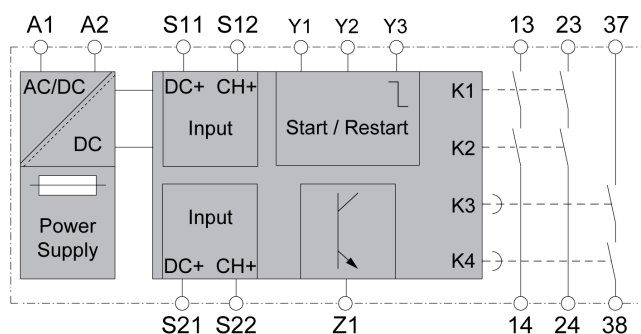 A1 A2 S11 S12 Y1 Y2 Y3 13 23 37
AC/DC DC+ CH+ K1
Input Start / Restart
DC K2
K3
Power Supply
Input
DC+ CH+ K4
S21 S22 Z1 14 24 38